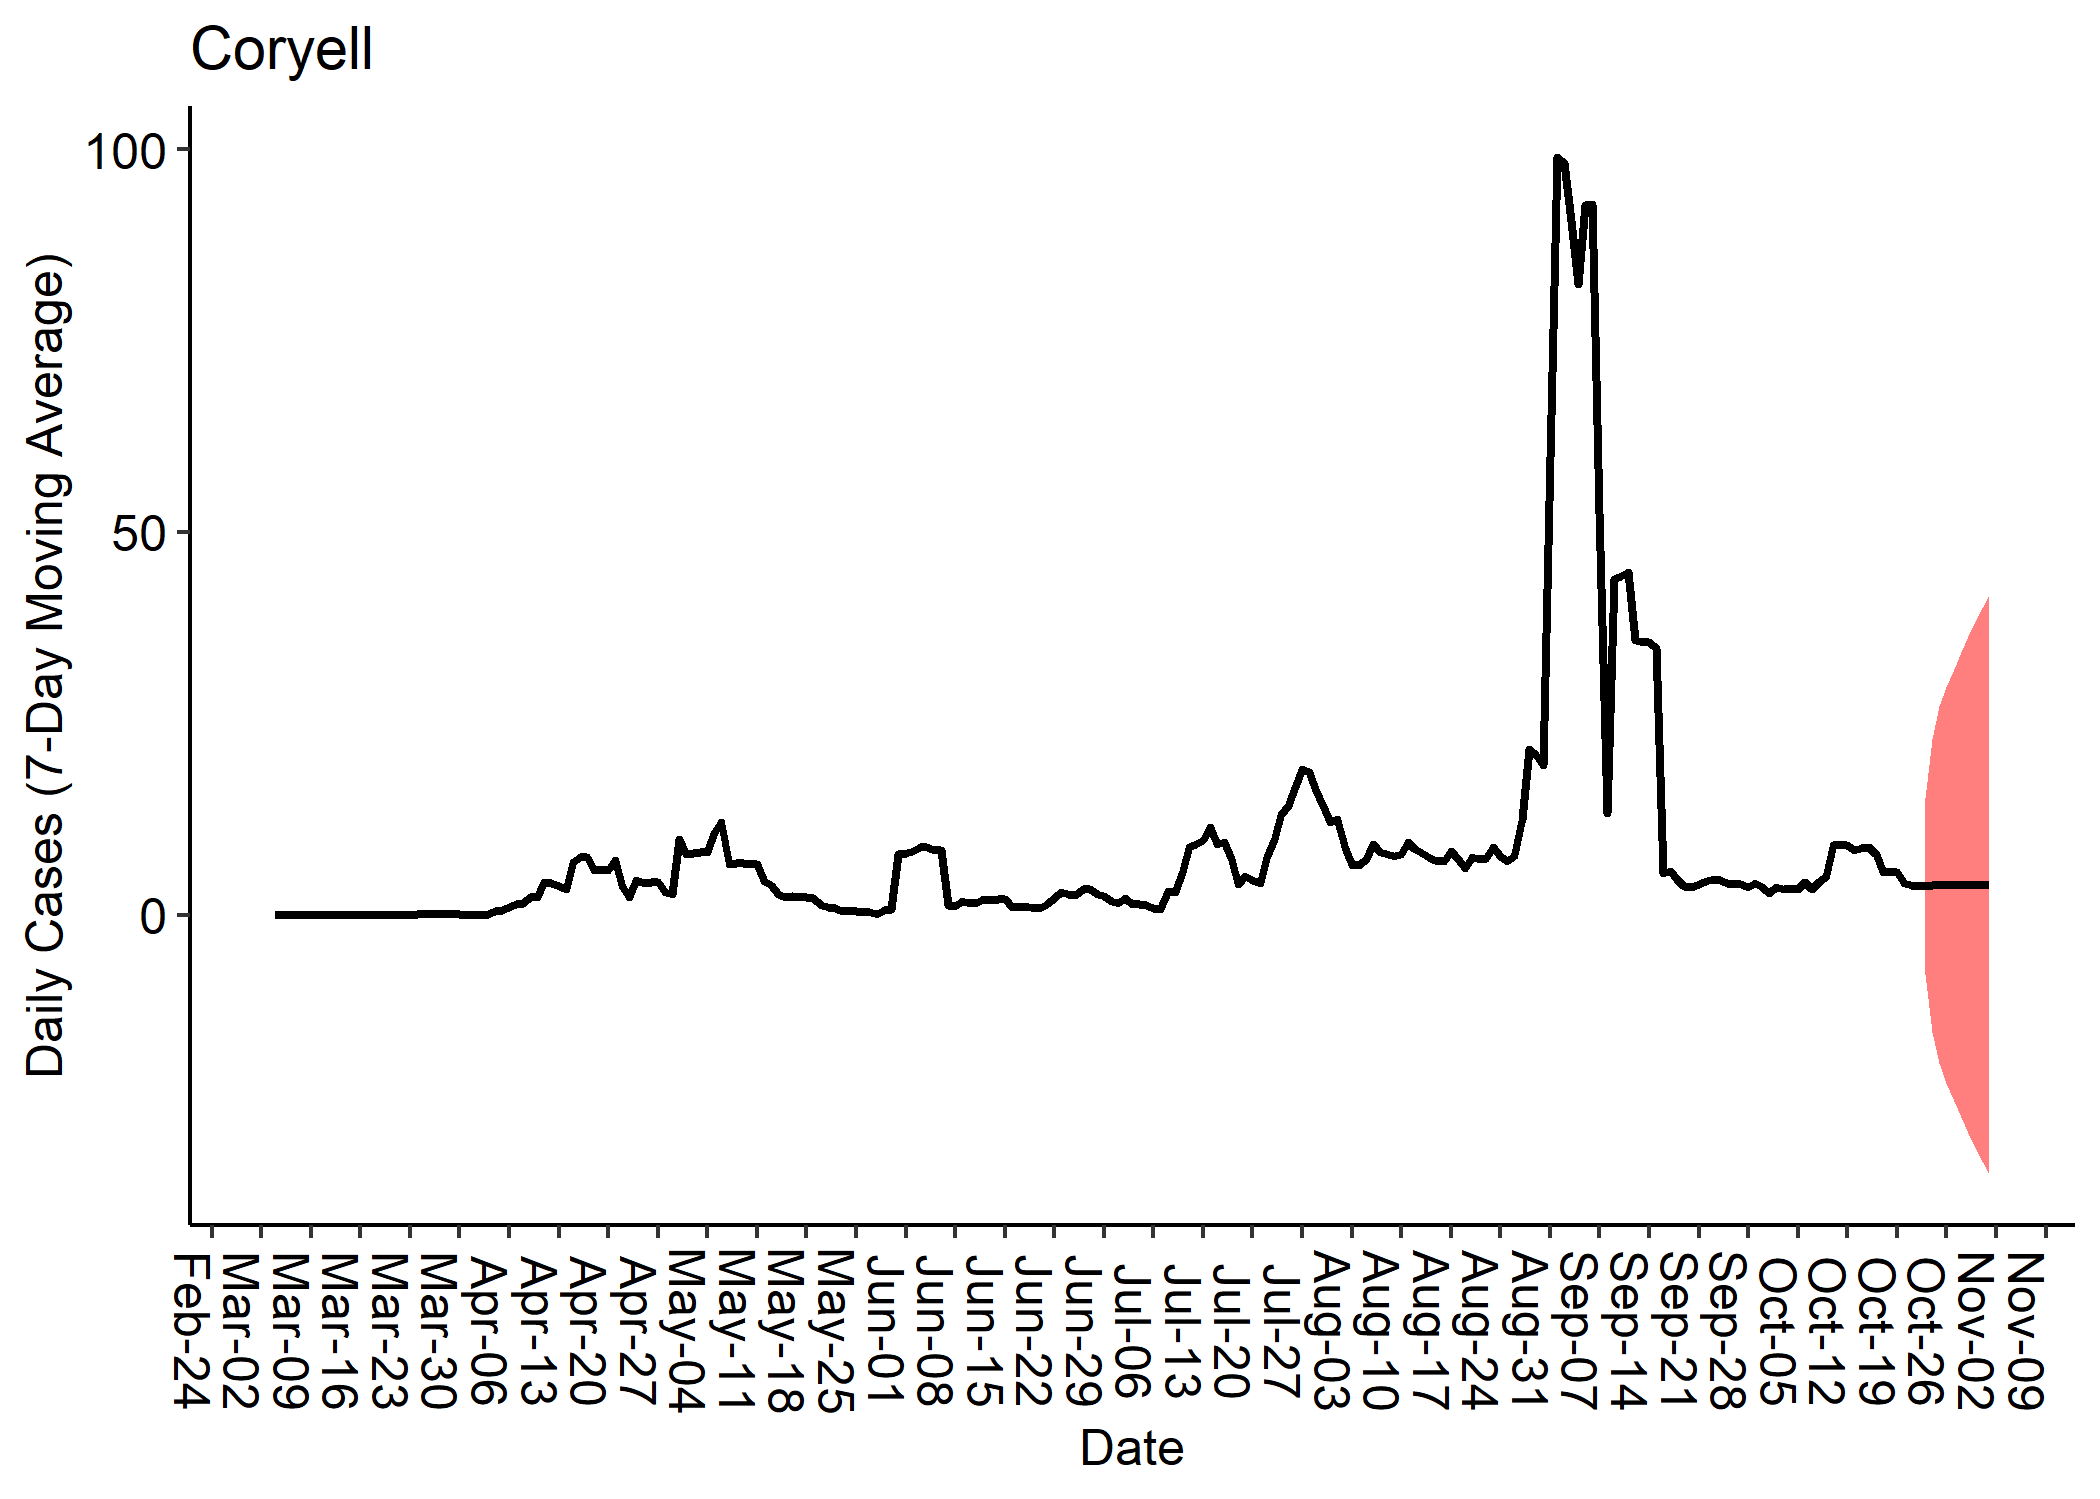 Coryell
Daily Cases (7-Day Moving Average)
100
50
0
Feb-24
Mar-02
Mar-09
Mar-16
Mar-23
Mar-30
Apr-06
Apr-13
Apr-20
Apr-27
May-04
May-11
May-18
May-25
Jun-01
Jun-08
Jun-15
Jun-22
Jun-29
Jul-06
Jul-13
Jul-20
Jul-27
Aug-03
Aug-10
Aug-17
Aug-24
Aug-31
Sep-07
Sep-14
Sep-21
Sep-28
Oct-05
Oct-12
Oct-19
Oct-26
Nov-02
Nov-09
Date